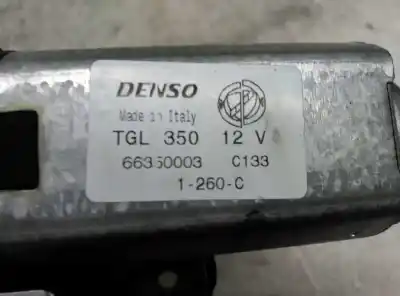 DENSO
Made in Italy
TGL 350 12 V
66350003 C133
1-260-C